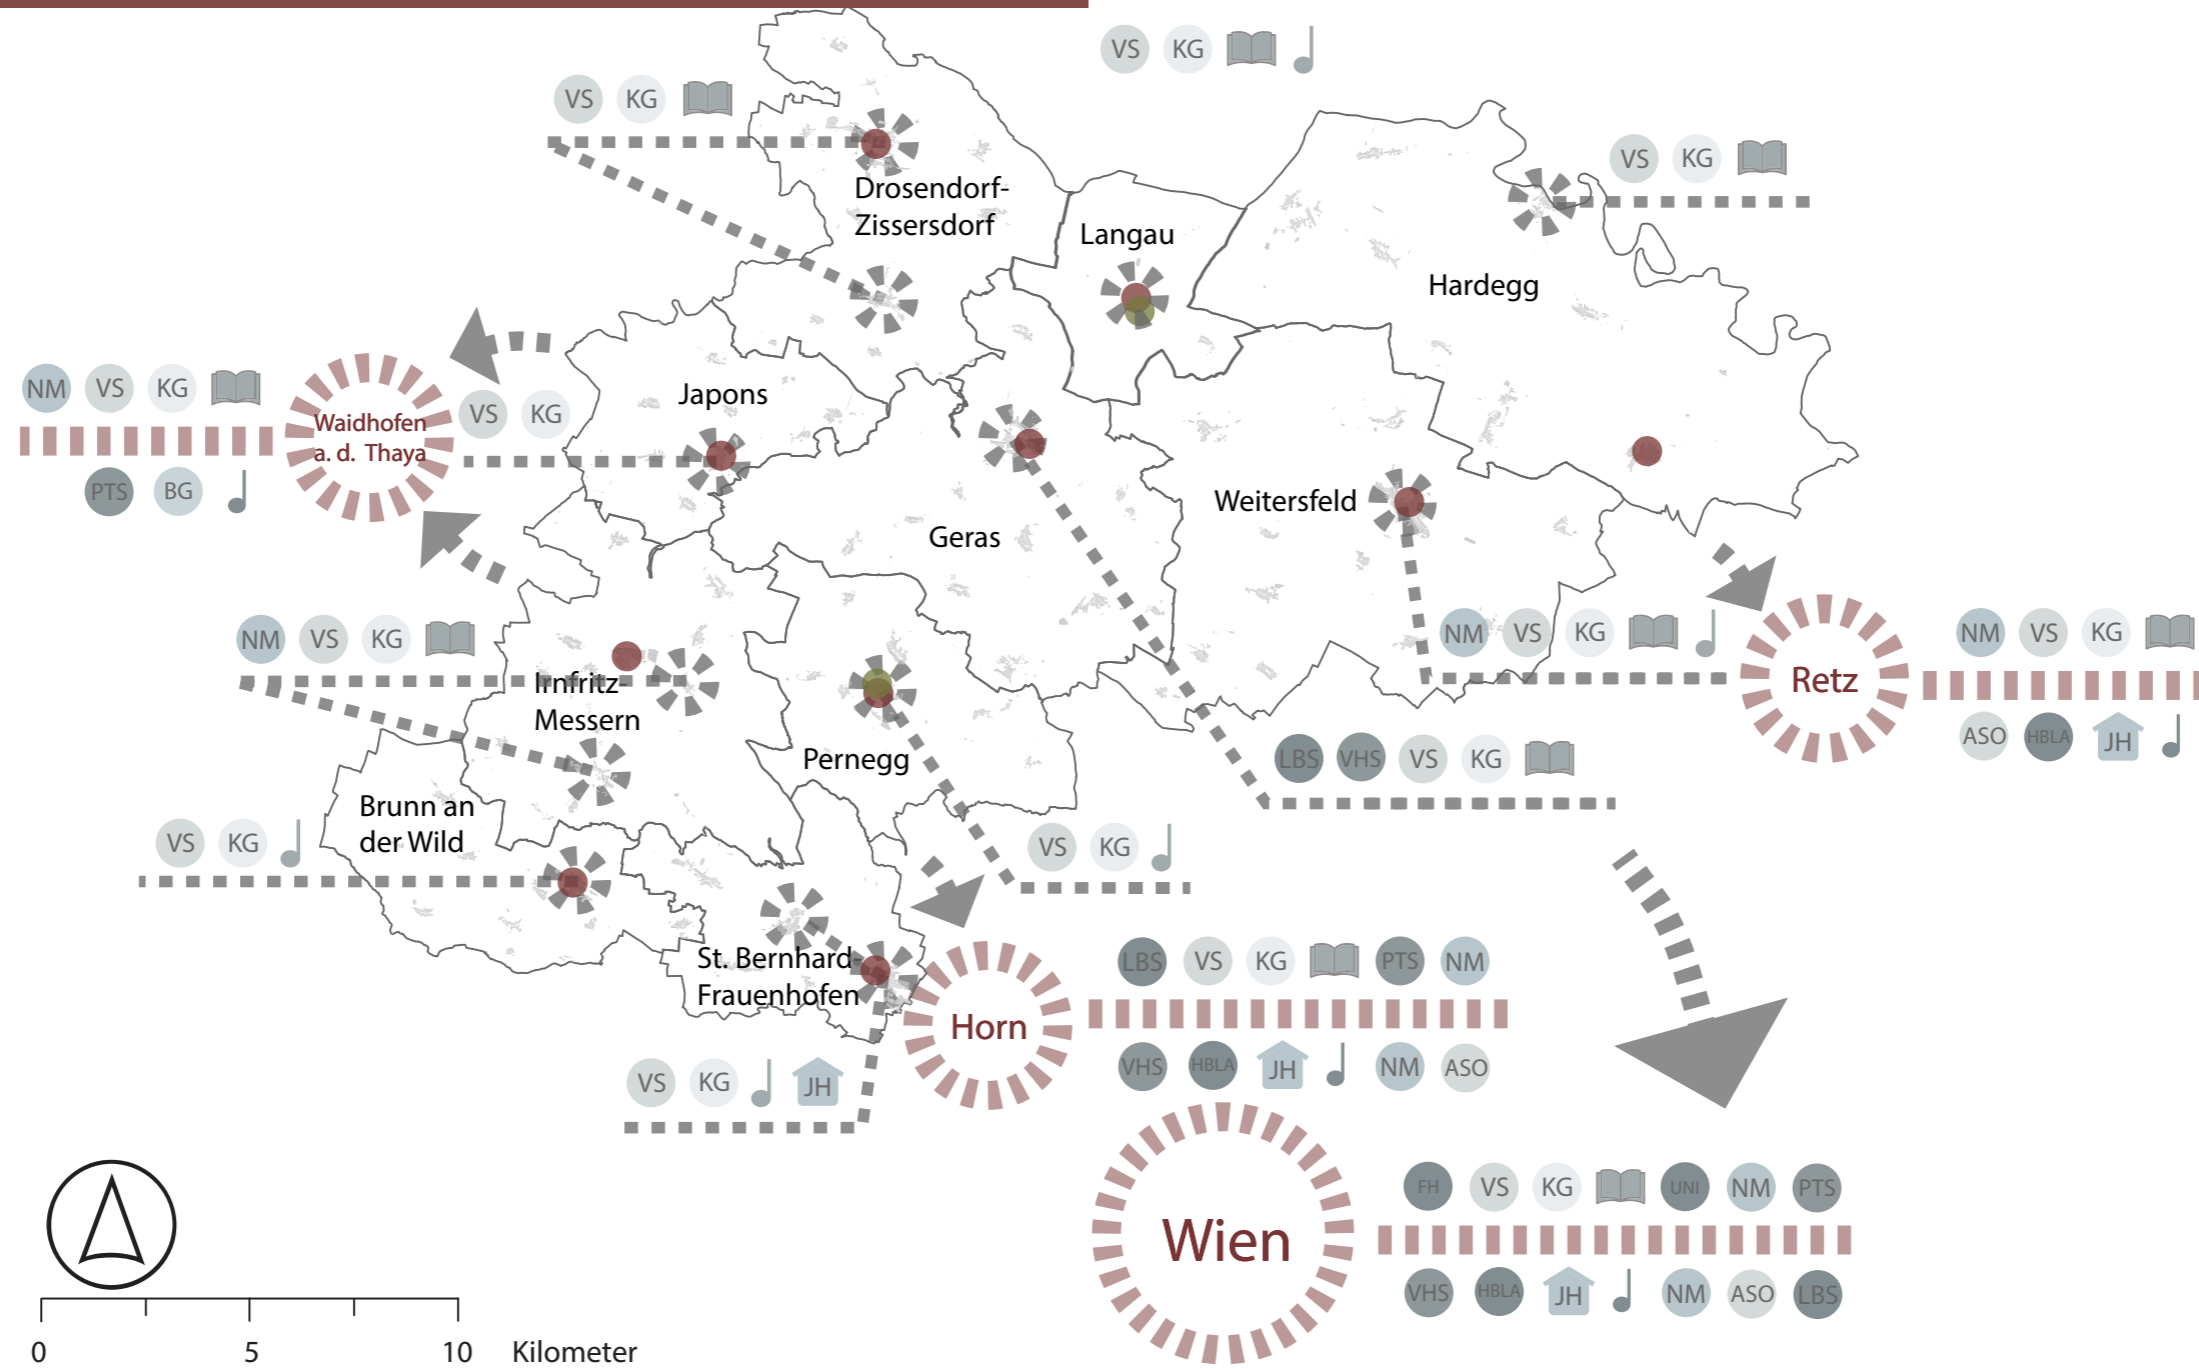 VS KG
VS KG
VS KG
Drosendorf-
Zissersdorf
Langau
Hardegg
NM VS KG
Waidhofen
a. d. Thaya
PTS BG
VS KG
Japons
Geras
Weitersfeld
NM VS KG
Retz
NM VS KG
ASO HBLA JH
NM VS KG
Irnfritz-
Messern
Pernegg
LBS VHS VS KG
Brunn an
der Wild
VS KG
VS KG
St. Bernhard-
Frauenhofen
Horn
LBS VS KG PTS NM
VHS HBLA JH NM ASO
VS KG JH
Wien
FH VS KG UNI NM PTS
VHS HBLA JH NM ASO LBS
0 5 10 Kilometer